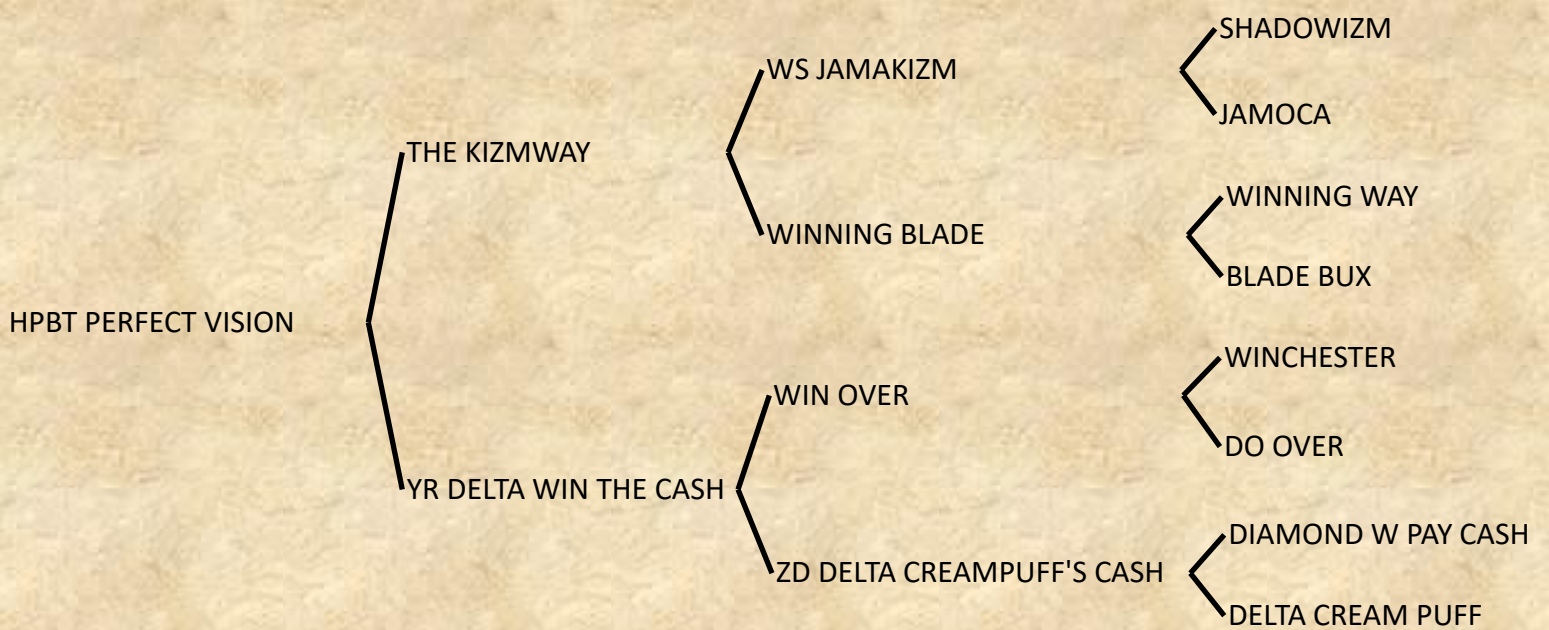 SHADOWIZM
WS JAMAKIZM
JAMOCA
THE KIZMWAY
WINNING WAY
WINNING BLADE
BLADE BUX
HPBT PERFECT VISION
WINCHESTER
WIN OVER
DO OVER
YR DELTA WIN THE CASH
DIAMOND W PAY CASH
ZD DELTA CREAMPUFF'S CASH
DELTA CREAM PUFF